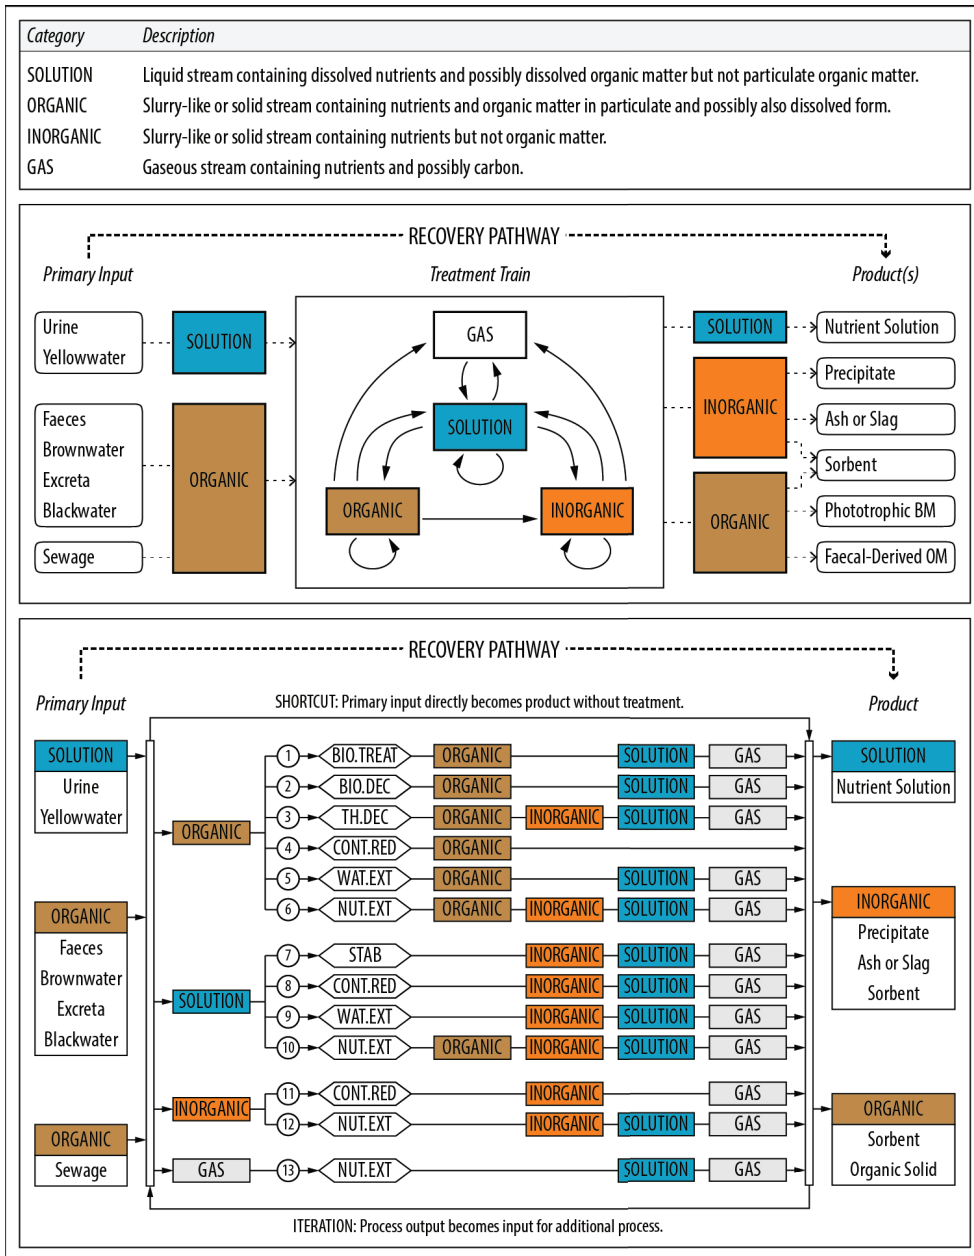 Category Description
SOLUTION Liquid stream containing dissolved nutrients and possibly dissolved organic matter but not particulate organic matter.
ORGANIC Slurry-like or solid stream containing nutrients and organic matter in particulate and possibly also dissolved form.
INORGANIC Slurry-like or solid stream containing nutrients but not organic matter.
GAS Gaseous stream containing nutrients and possibly carbon.
RECOVERY PATHWAY
Primary Input Treatment Train Product(s)
Urine
Yellowwater
SOLUTION
Faeces
Brownwater
Excreta
Blackwater
Sewage
ORGANIC
GAS
SOLUTION
ORGANIC
INORGANIC
SOLUTION
INORGANIC
ORGANIC
Nutrient Solution
Precipitate
Ash or Slag
Sorbent
Phototrophic BM
Faecal-Derived OM
RECOVERY PATHWAY
Primary Input Product
SHORTCUT: Primary input directly becomes product without treatment.
SOLUTION
Urine
Yellowwater
ORGANIC
Faeces
Brownwater
Excreta
Blackwater
ORGANIC
Sewage
ORGANIC
1 BIO.TREAT ORGANIC SOLUTION GAS
2 BIO.DEC ORGANIC SOLUTION GAS
3 TH.DEC ORGANIC INORGANIC SOLUTION GAS
4 CONT.RED ORGANIC
5 WAT.EXT ORGANIC SOLUTION GAS
6 NUT.EXT ORGANIC INORGANIC SOLUTION GAS
SOLUTION
7 STAB INORGANIC SOLUTION GAS
8 CONT.RED INORGANIC SOLUTION GAS
9 WAT.EXT INORGANIC SOLUTION GAS
10 NUT.EXT ORGANIC INORGANIC SOLUTION GAS
INORGANIC
11 CONT.RED INORGANIC GAS
12 NUT.EXT INORGANIC SOLUTION GAS
GAS 13 NUT.EXT SOLUTION GAS
SOLUTION
Nutrient Solution
INORGANIC
Precipitate
Ash or Slag
Sorbent
ORGANIC
Sorbent
Organic Solid
ITERATION: Process output becomes input for additional process.